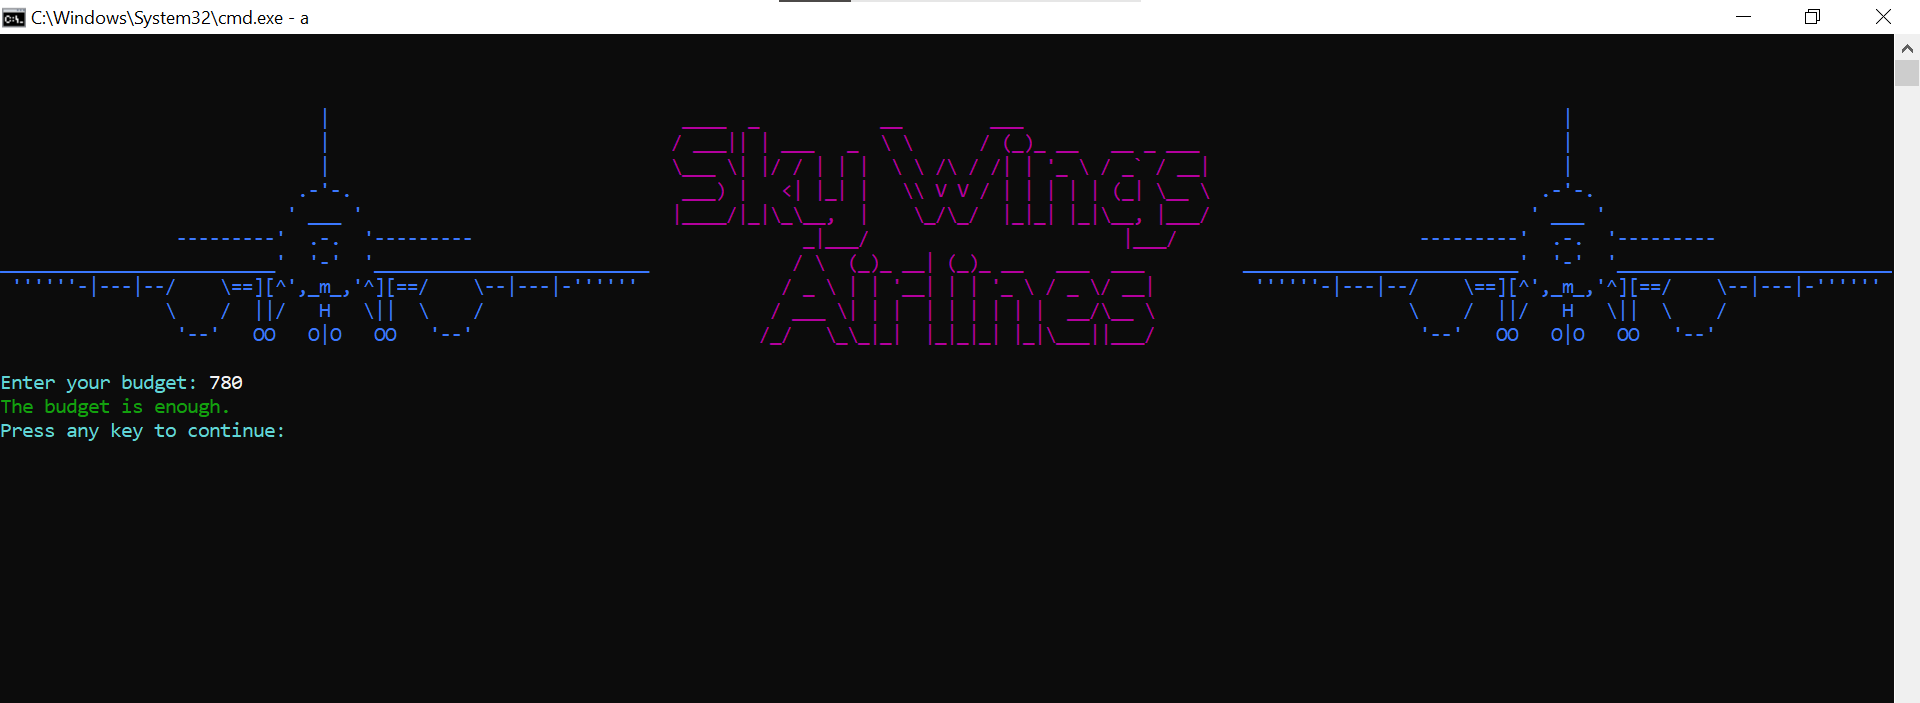 C:\Windows\System32\cmd.exe - a
Sky Wings
Airlines
Enter your budget: 780
The budget is enough.
Press any key to continue: